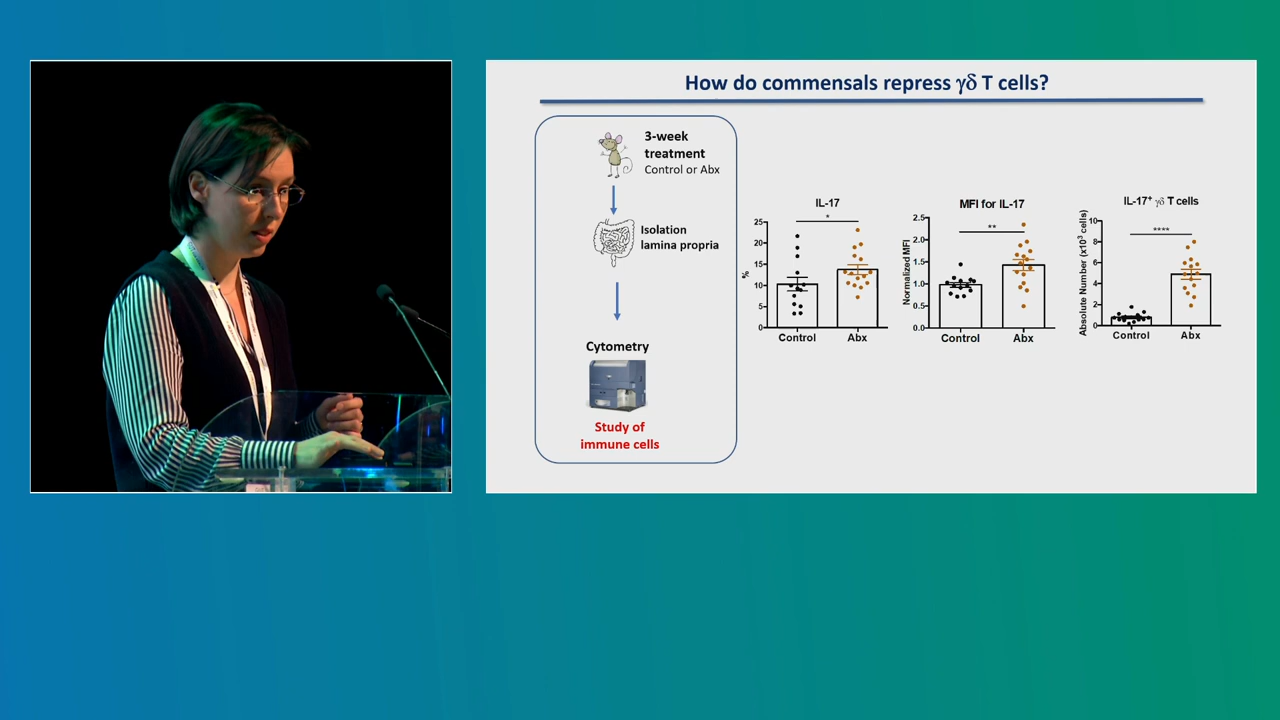 How do commensals repress γδ T cells?
3-week
treatment
Control or Abx
Isolation
lamina propria
Cytometry
Study of
immune cells
IL-17
*
25
20
15
10
5
0
%
Control
Abx
MFI for IL-17
**
2.5
2.0
1.5
1.0
0.5
0.0
Normalized MFI
Control
Abx
IL-17⁺ γδ T cells
****
10
8
6
4
2
0
Absolute Number (x10³ cells)
Control
Abx